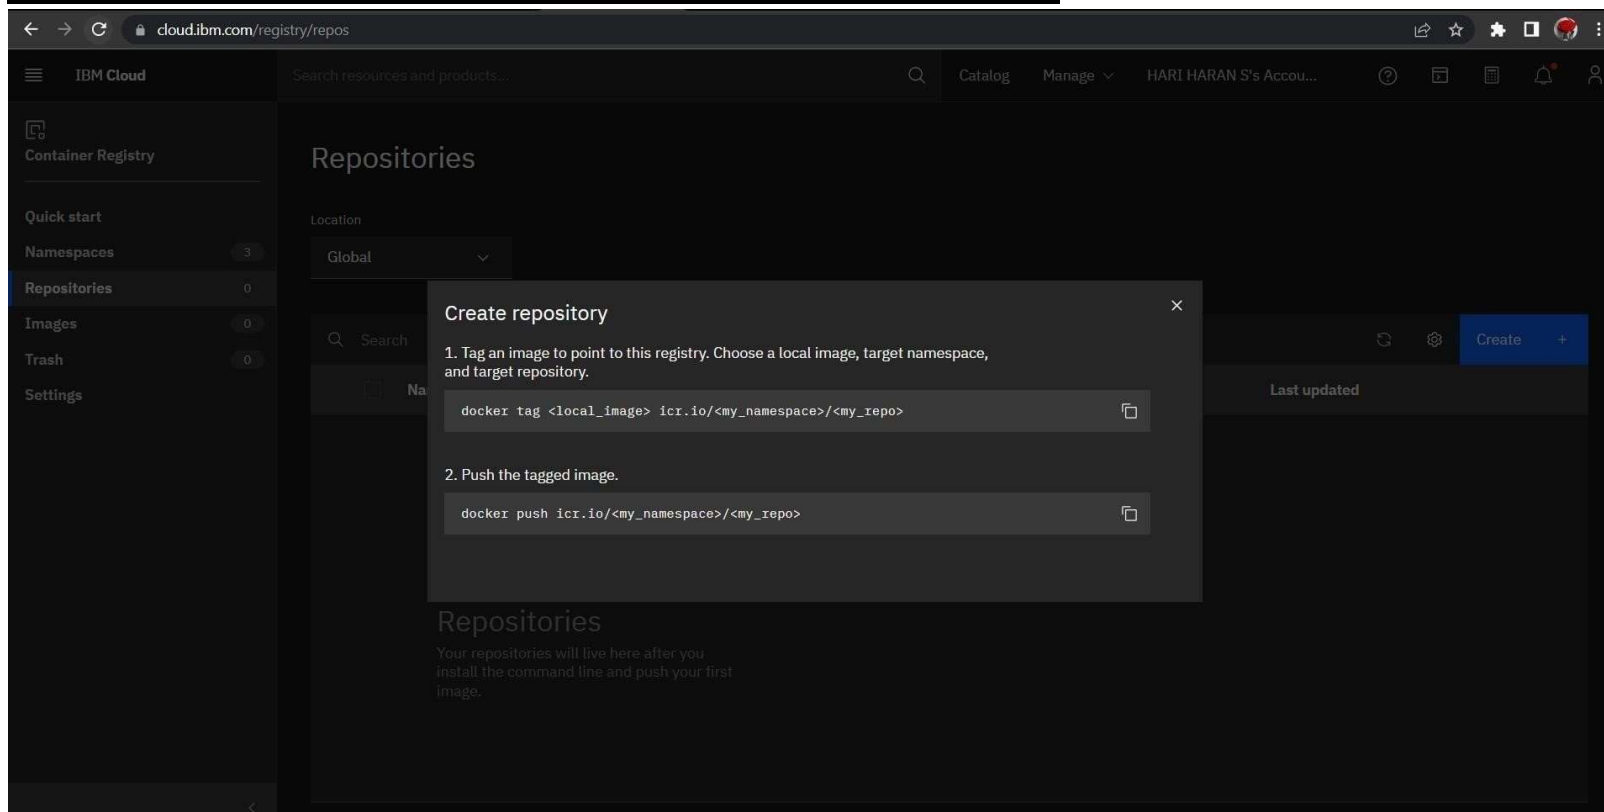 cloud.ibm.com/registry/repos
IBM Cloud
Search resources and products...
Catalog
Manage
HARI HARAN S's Accou...
Container Registry
Quick start
Namespaces 3
Repositories 0
Images 0
Trash 0
Settings
Repositories
Location
Global
Search
Create +
Na
Last updated
Create repository
1. Tag an image to point to this registry. Choose a local image, target namespace,
and target repository.
docker tag <local_image> icr.io/<my_namespace>/<my_repo>
2. Push the tagged image.
docker push icr.io/<my_namespace>/<my_repo>
Repositories
Your repositories will live here after you
install the command line and push your first
image.